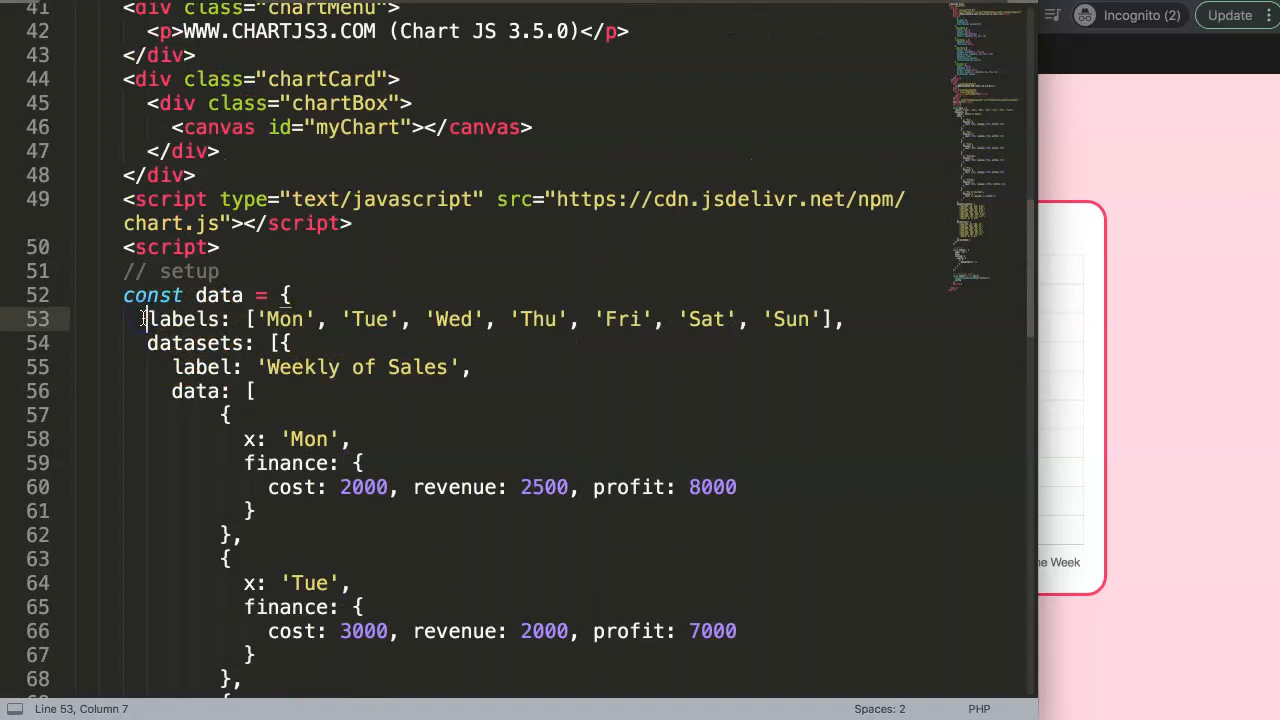 41 <div class="chartMenu">
42 <p>WWW.CHARTJS3.COM (Chart JS 3.5.0)</p>
43 </div>
44 <div class="chartCard">
45 <div class="chartBox">
46 <canvas id="myChart"></canvas>
47 </div>
48 </div>
49 <script type="text/javascript" src="https://cdn.jsdelivr.net/npm/
chart.js"></script>
50 <script>
51 // setup
52 const data = {
53 labels: ['Mon', 'Tue', 'Wed', 'Thu', 'Fri', 'Sat', 'Sun'],
54 datasets: [{
55 label: 'Weekly of Sales',
56 data: [
57 {
58 x: 'Mon',
59 finance: {
60 cost: 2000, revenue: 2500, profit: 8000
61 }
62 },
63 {
64 x: 'Tue',
65 finance: {
66 cost: 3000, revenue: 2000, profit: 7000
67 }
68 },
{
Line 53, Column 7
Spaces: 2
PHP
Incognito (2)
Update
Week